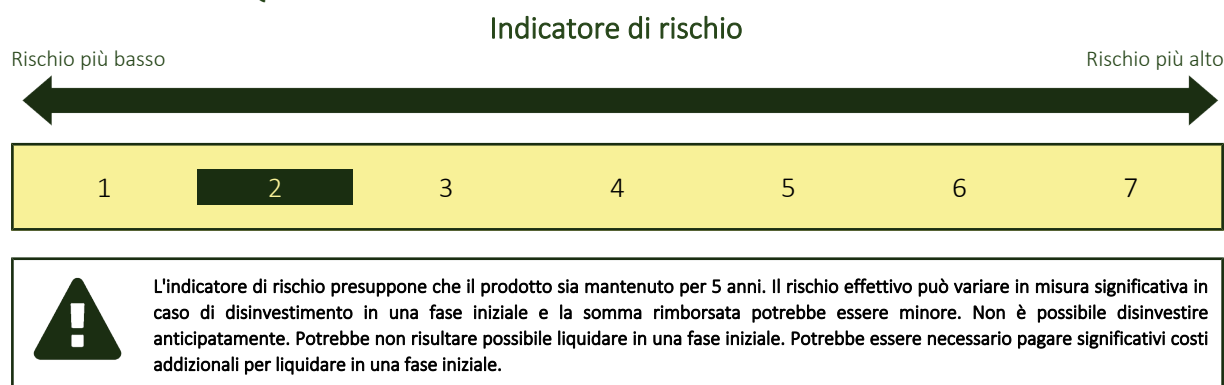 Indicatore di rischio
Rischio più basso
Rischio più alto
1 2 3 4 5 6 7
L'indicatore di rischio presuppone che il prodotto sia mantenuto per 5 anni. Il rischio effettivo può variare in misura significativa in
caso di disinvestimento in una fase iniziale e la somma rimborsata potrebbe essere minore. Non è possibile disinvestire
anticipatamente. Potrebbe non risultare possibile liquidare in una fase iniziale. Potrebbe essere necessario pagare significativi costi
addizionali per liquidare in una fase iniziale.